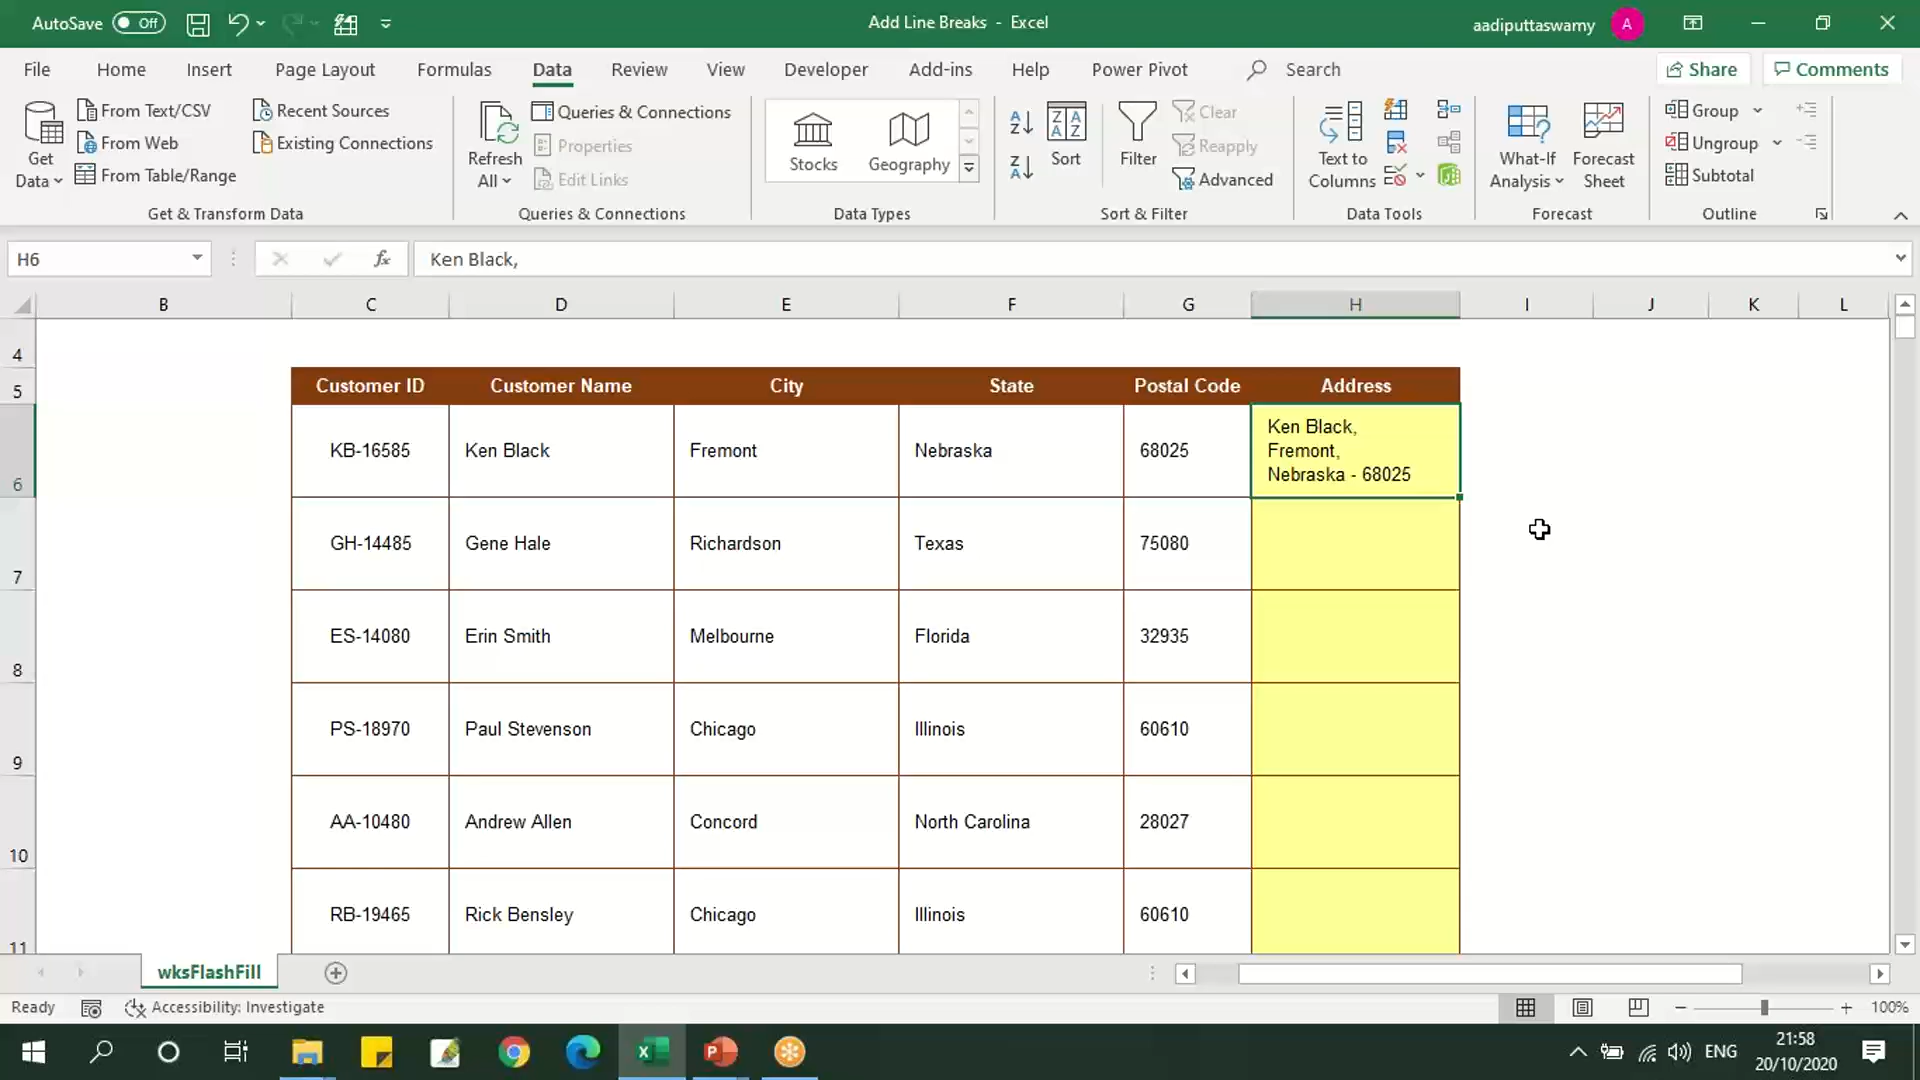 AutoSave Off
Add Line Breaks - Excel
aadiputtaswamy A
File Home Insert Page Layout Formulas Data Review View Developer Add-ins Help Power Pivot Search Share Comments
Get Data
From Text/CSV
From Web
From Table/Range
Recent Sources
Existing Connections
Get & Transform Data
Refresh All
Queries & Connections
Properties
Edit Links
Queries & Connections
Stocks Geography
Data Types
Sort
Filter
Clear
Reapply
Advanced
Sort & Filter
Text to Columns
Data Tools
What-If Analysis
Forecast Sheet
Forecast
Group
Ungroup
Subtotal
Outline
H6 fx Ken Black,
B C D E F G H I J K L
4
5 Customer ID Customer Name City State Postal Code Address
6 KB-16585 Ken Black Fremont Nebraska 68025 Ken Black,
Fremont,
Nebraska - 68025
7 GH-14485 Gene Hale Richardson Texas 75080
8 ES-14080 Erin Smith Melbourne Florida 32935
9 PS-18970 Paul Stevenson Chicago Illinois 60610
10 AA-10480 Andrew Allen Concord North Carolina 28027
11 RB-19465 Rick Bensley Chicago Illinois 60610
wksFlashFill
Ready Accessibility: Investigate 100%
ENG 21:58
20/10/2020